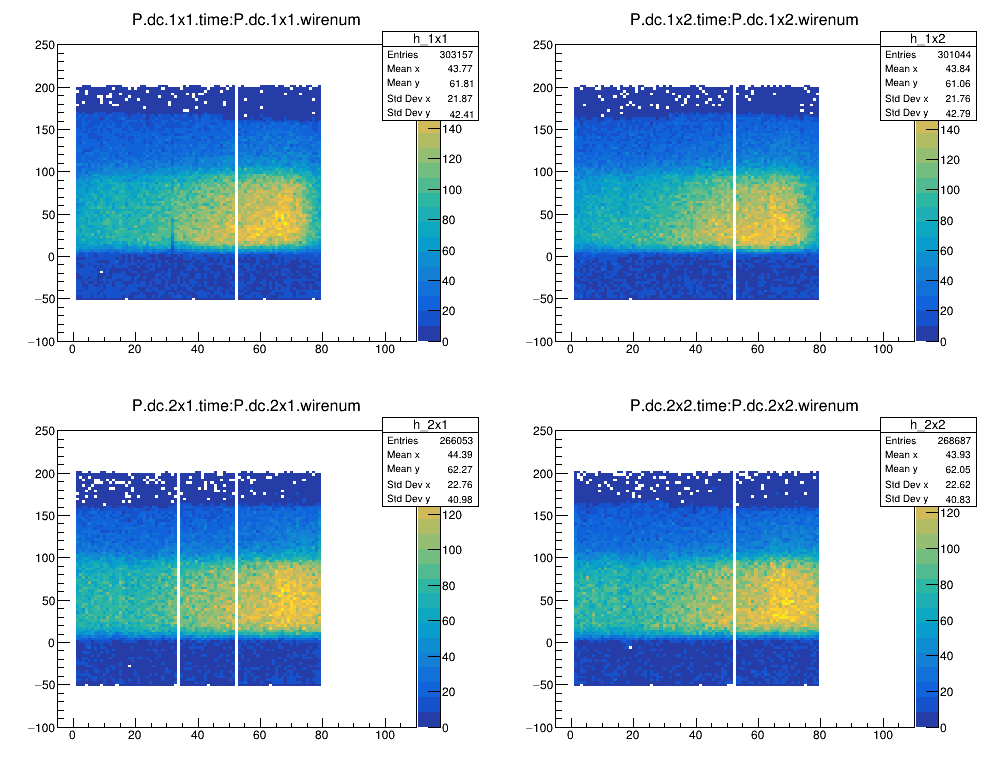 P.dc.1x1.time:P.dc.1x1.wirenum
h_1x1
Entries 303157
Mean x 43.77
Mean y 61.81
Std Dev x 21.87
Std Dev y 42.41
250
200
150
100
50
0
−50
−100
0 20 40 60 80 100
140
120
100
80
60
40
20
0
P.dc.1x2.time:P.dc.1x2.wirenum
h_1x2
Entries 301044
Mean x 43.84
Mean y 61.06
Std Dev x 21.76
Std Dev y 42.79
250
200
150
100
50
0
−50
−100
0 20 40 60 80 100
140
120
100
80
60
40
20
0
P.dc.2x1.time:P.dc.2x1.wirenum
h_2x1
Entries 266053
Mean x 44.39
Mean y 62.27
Std Dev x 22.76
Std Dev y 40.98
250
200
150
100
50
0
−50
−100
0 20 40 60 80 100
120
100
80
60
40
20
0
P.dc.2x2.time:P.dc.2x2.wirenum
h_2x2
Entries 268687
Mean x 43.93
Mean y 62.05
Std Dev x 22.62
Std Dev y 40.83
250
200
150
100
50
0
−50
−100
0 20 40 60 80 100
120
100
80
60
40
20
0